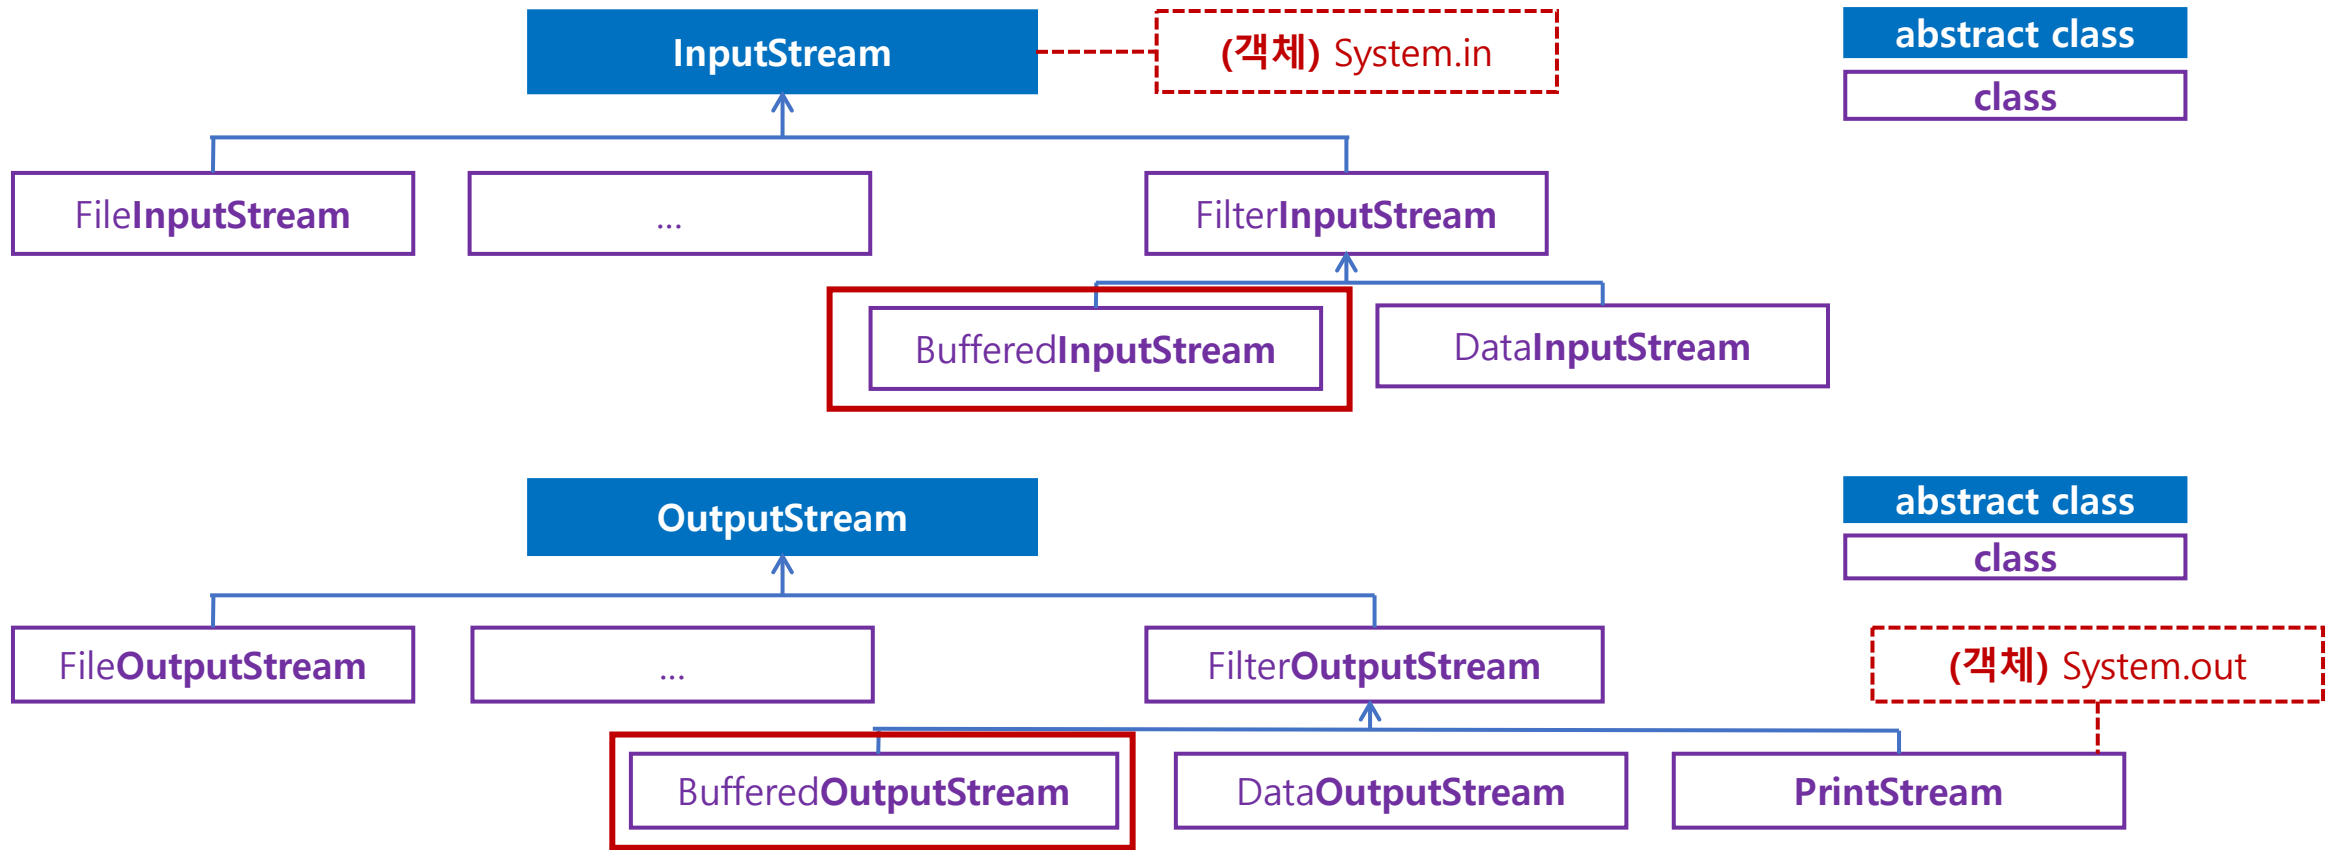 InputStream
(객체) System.in
abstract class
class
FileInputStream
...
FilterInputStream
BufferedInputStream
DataInputStream
OutputStream
abstract class
class
FileOutputStream
...
FilterOutputStream
(객체) System.out
BufferedOutputStream
DataOutputStream
PrintStream